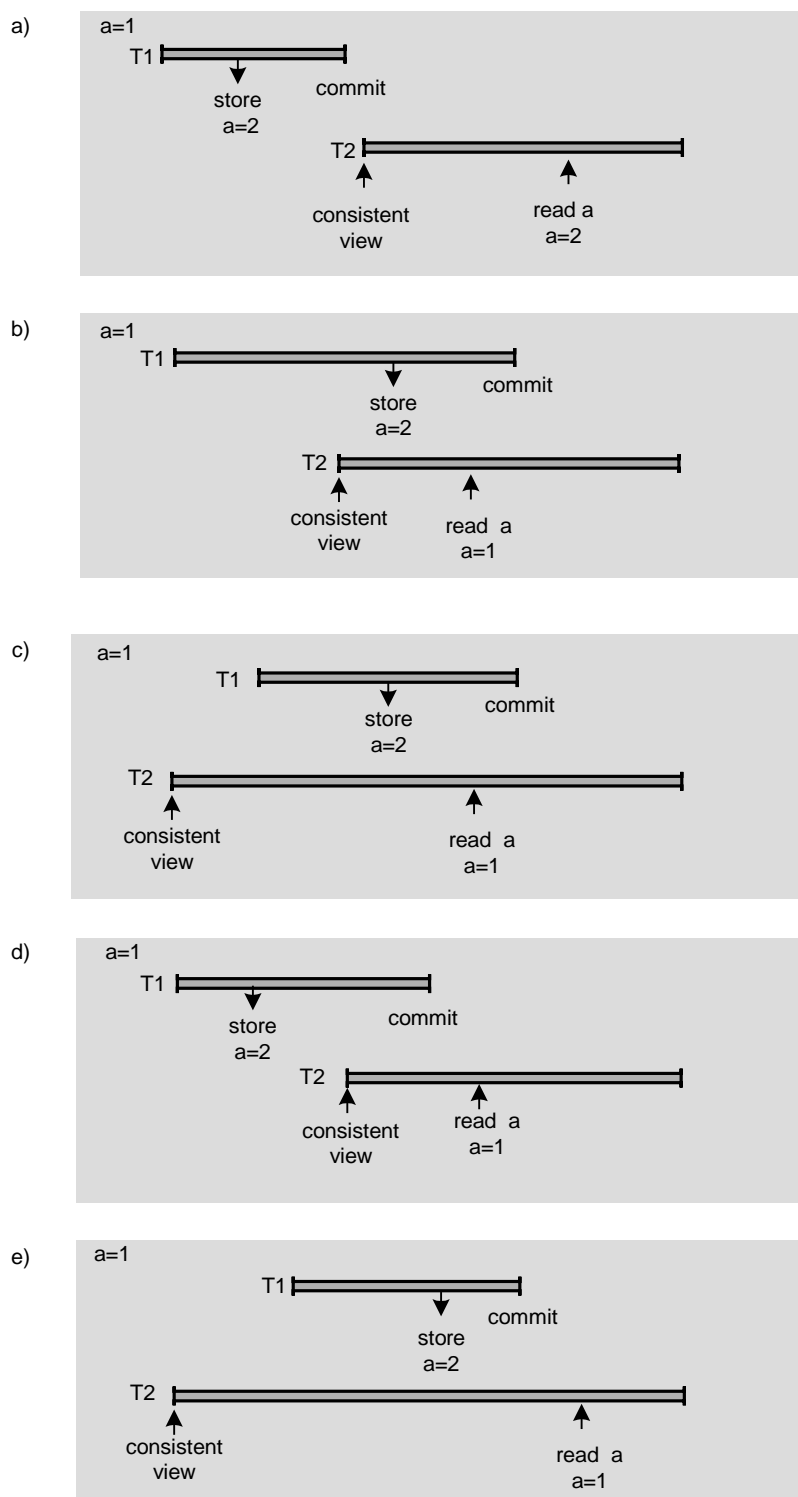 a)
a=1
T1
store
a=2
commit
T2
consistent
view
read a
a=2
b)
a=1
T1
store
a=2
commit
T2
consistent
view
read a
a=1
c)
a=1
T1
store
a=2
commit
T2
consistent
view
read a
a=1
d)
a=1
T1
store
a=2
commit
T2
consistent
view
read a
a=1
e)
a=1
T1
commit
store
a=2
T2
consistent
view
read a
a=1